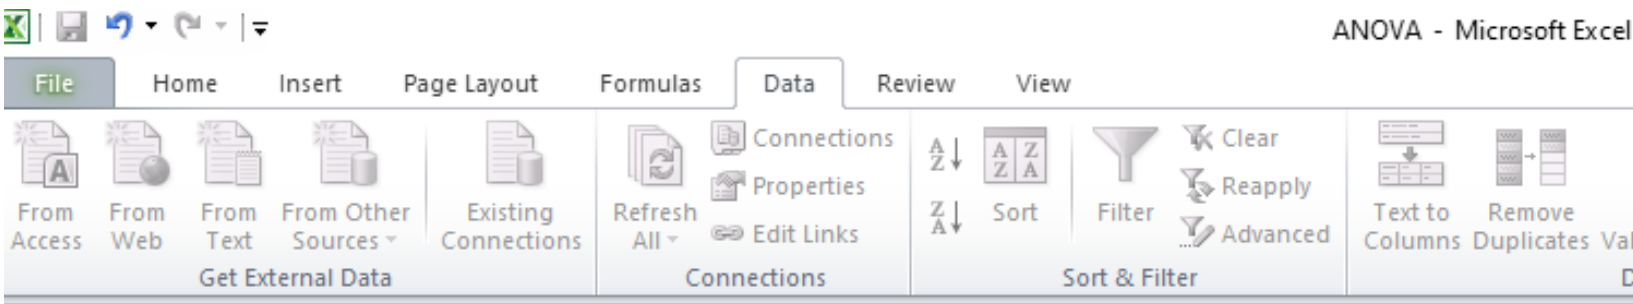 ANOVA - Microsoft Excel
File Home Insert Page Layout Formulas Data Review View
From Access
From Web
From Text
From Other Sources
Existing Connections
Get External Data
Refresh All
Connections
Properties
Edit Links
Connections
Sort
Filter
Clear
Reapply
Advanced
Sort & Filter
Text to Columns
Remove Duplicates